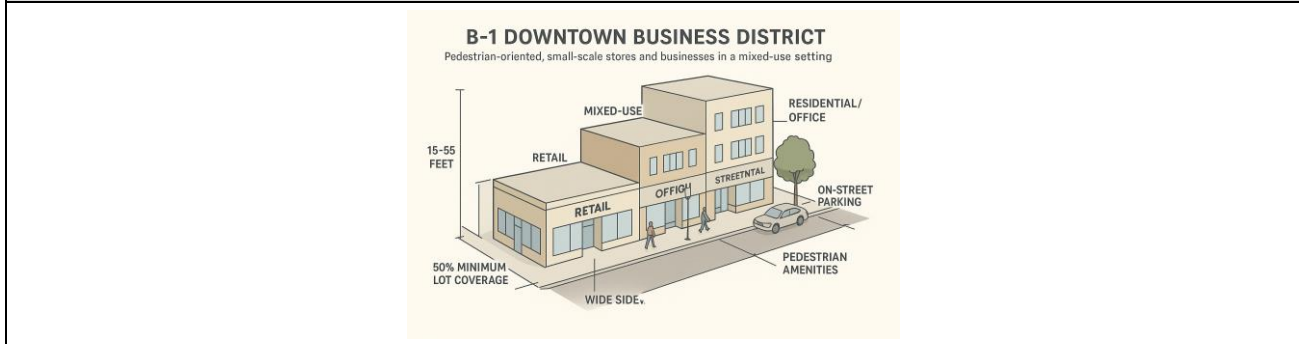 B-1 DOWNTOWN BUSINESS DISTRICT
Pedestrian-oriented, small-scale stores and businesses in a mixed-use setting
MIXED-USE
RESIDENTIAL/
OFFICE
15-55
FEET
RETAIL
STREETNTAL
OFFICU
RETAIL
ON-STREET
PARKING
PEDESTRIAN
AMENITIES
50% MINIMUM
LOT COVERAGE
WIDE SIDE